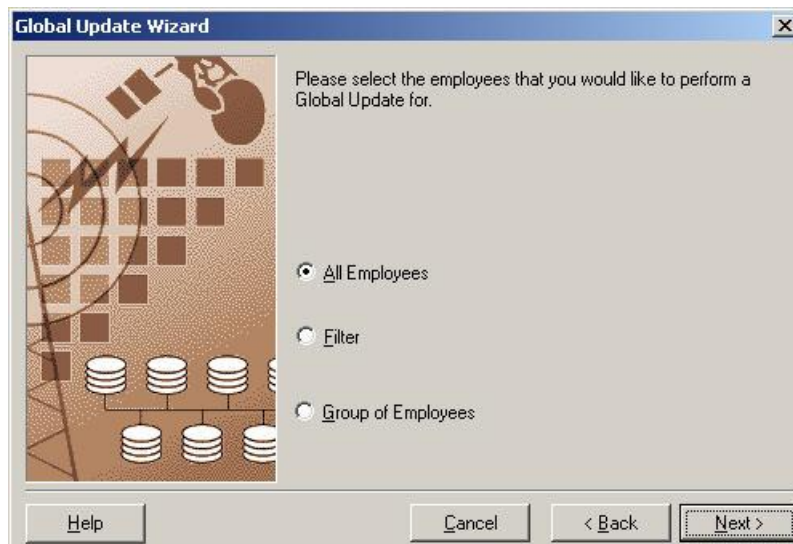 Global Update Wizard
Please select the employees that you would like to perform a
Global Update for.
All Employees
Filter
Group of Employees
Help
Cancel
< Back
Next >